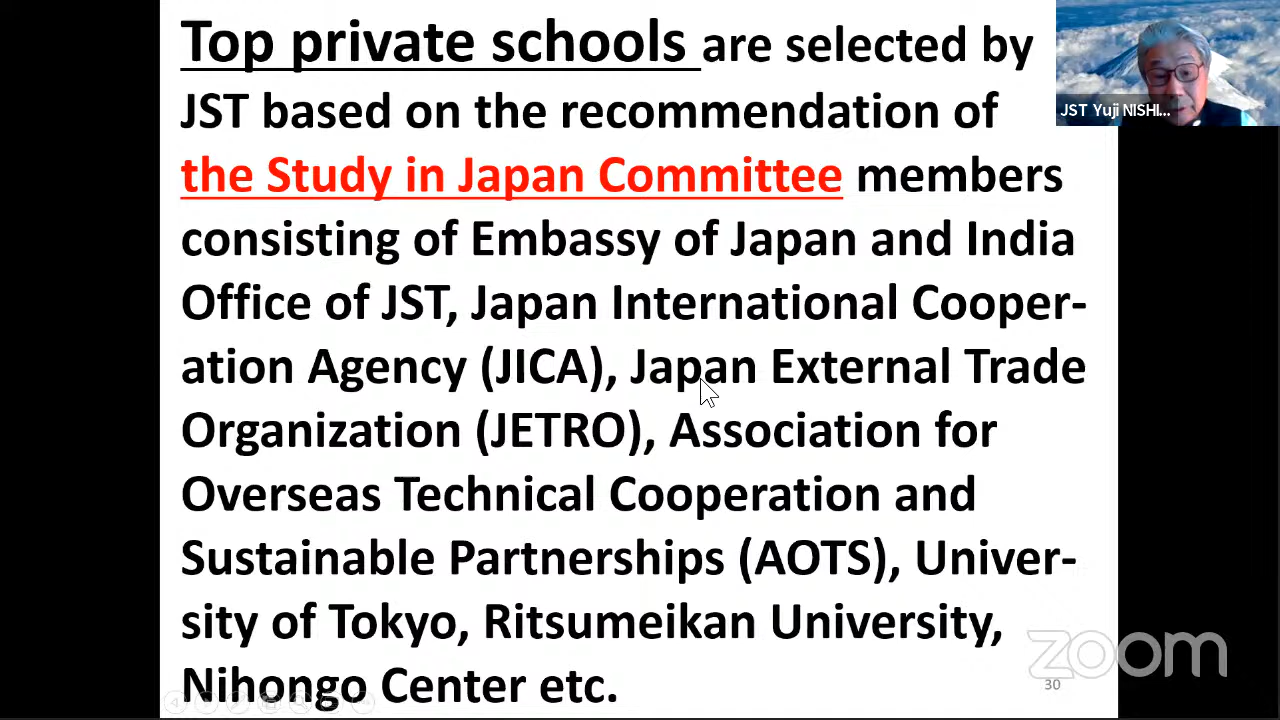 Top private schools are selected by
JST based on the recommendation of
the Study in Japan Committee members
consisting of Embassy of Japan and India
Office of JST, Japan International Cooper-
ation Agency (JICA), Japan External Trade
Organization (JETRO), Association for
Overseas Technical Cooperation and
Sustainable Partnerships (AOTS), Univer-
sity of Tokyo, Ritsumeikan University,
Nihongo Center etc.
JST Yuji NISHI...
zoom
30